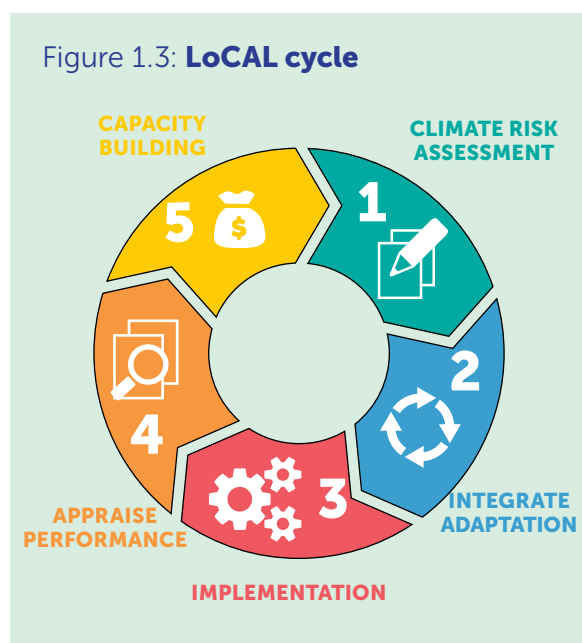 Figure 1.3: LoCAL cycle
CAPACITY
BUILDING
CLIMATE RISK
ASSESSMENT
5
$
1
2
4
3
INTEGRATE
ADAPTATION
APPRAISE
PERFORMANCE
IMPLEMENTATION